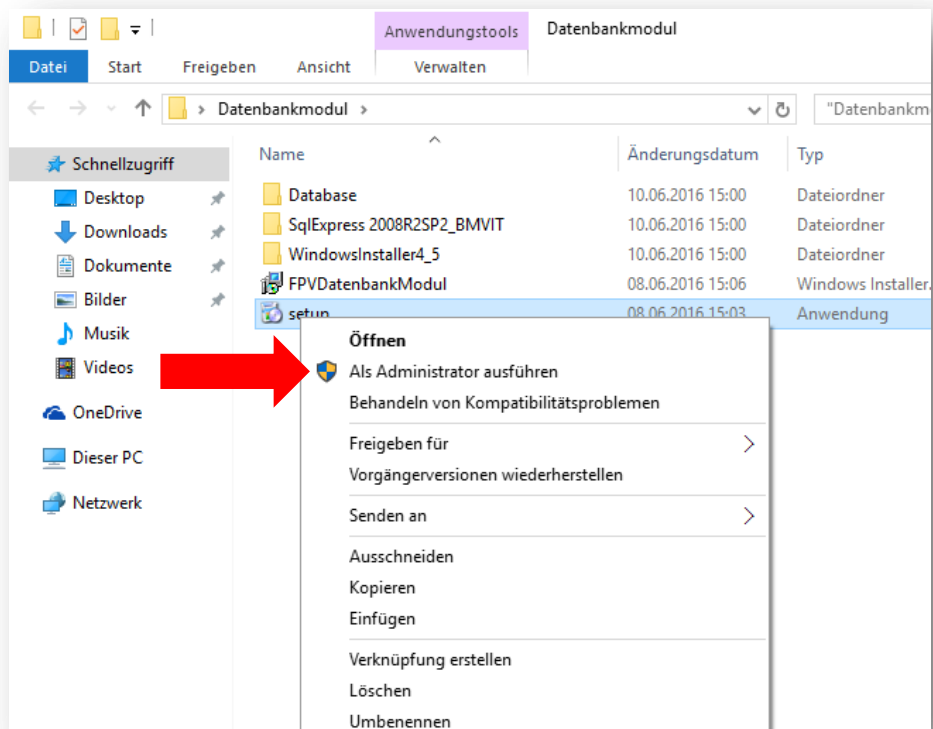 Anwendungstools
Datenbankmodul
Datei Start Freigeben Ansicht Verwalten
Datenbankmodul
"Datenbankm
Name Änderungsdatum Typ
Schnellzugriff
Desktop
Downloads
Dokumente
Bilder
Musik
Videos
OneDrive
Dieser PC
Netzwerk
Database 10.06.2016 15:00 Dateiordner
SqlExpress 2008R2SP2_BMVIT 10.06.2016 15:00 Dateiordner
WindowsInstaller4_5 10.06.2016 15:00 Dateiordner
FPVDatenbankModul 08.06.2016 15:06 Windows Installer.
setup 08.06.2016 15:03 Anwendung
Öffnen
Als Administrator ausführen
Behandeln von Kompatibilitätsproblemen
Freigeben für
Vorgängerversionen wiederherstellen
Senden an
Ausschneiden
Kopieren
Einfügen
Verknüpfung erstellen
Löschen
Umbenennen